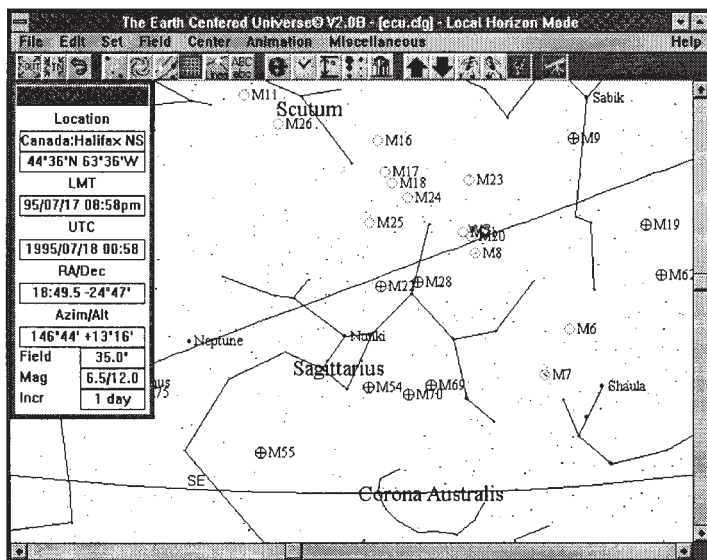 The Earth Centered Universe© V2.0B - [ecu.cfg] - Local Horizon Mode
File Edit Set Field Center Animation Miscellaneous Help
ABC
abc
Location
Canada:Halifax NS
44°36'N 63°36'W
LMT
95/07/17 08:58pm
UTC
1995/07/18 00:58
RA/Dec
18:49.5 -24°47'
Azim/Alt
146°44' +13°16'
Field 35.0°
Mag 6.5/12.0
Incr 1 day
M11
Scutum
M26
M16
Sabik
M9
M17
M18
M23
M24
M25
M20
M19
M8
M22
M28
M62
M6
Neptune
Nunki
Sagittarius
M7
M54
M69
M70
Shaula
M75
M55
SE
Corona Australis